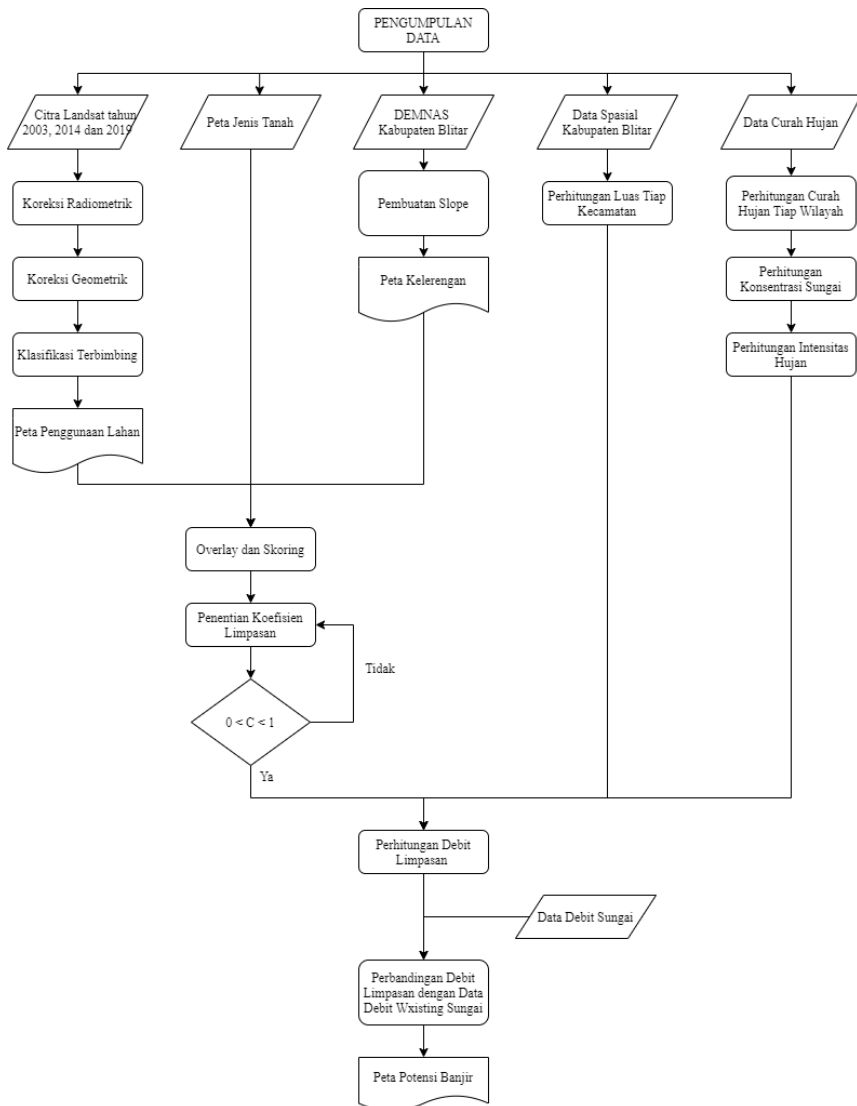 PENGUMPULAN
DATA
Citra Landsat tahun
2003, 2014 dan 2019
Peta Jenis Tanah
DEMNAS
Kabupaten Blitar
Data Spasial
Kabupaten Blitar
Data Curah Hujan
Koreksi Radiometrik
Pembuatan Slope
Perhitungan Luas Tiap
Kecamatan
Perhitungan Curah
Hujan Tiap Wilayah
Koreksi Geometrik
Peta Kelerengan
Perhitungan
Konsentrasi Sungai
Klasifikasi Terbimbing
Perhitungan Intensitas
Hujan
Peta Penggunaan Lahan
Overlay dan Skoring
Penentian Koefisien
Limpasan
Tidak
0 < C < 1
Ya
Perhitungan Debit
Limpasan
Data Debit Sungai
Perbandingan Debit
Limpasan dengan Data
Debit Wxisting Sungai
Peta Potensi Banjir